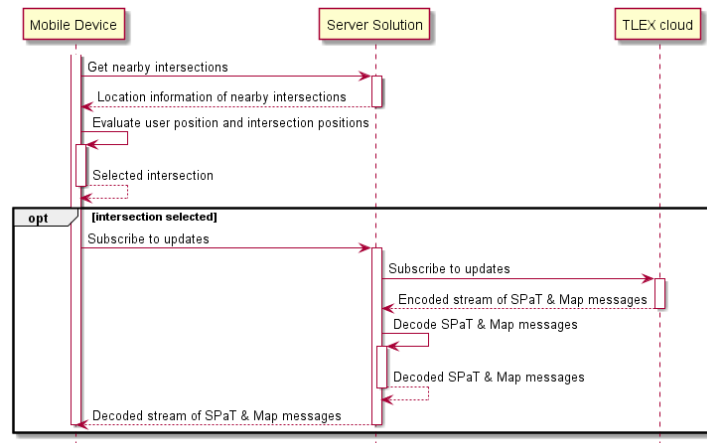 Mobile Device
Server Solution
TLEX cloud
Get nearby intersections
Location information of nearby intersections
Evaluate user position and intersection positions
Selected intersection
opt
[intersection selected]
Subscribe to updates
Subscribe to updates
Encoded stream of SPaT & Map messages
Decode SPaT & Map messages
Decoded SPaT & Map messages
Decoded stream of SPaT & Map messages